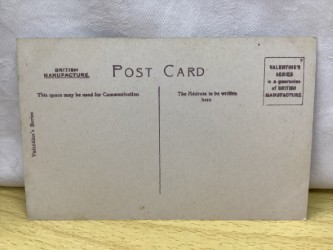 BRITISH
MANUFACTURE.
POST CARD
VALENTINE'S
SERIES
is a guarantee
of BRITISH
MANUFACTURE.
This space may be used for Communication
The Address to be written
here
Valentine's Series